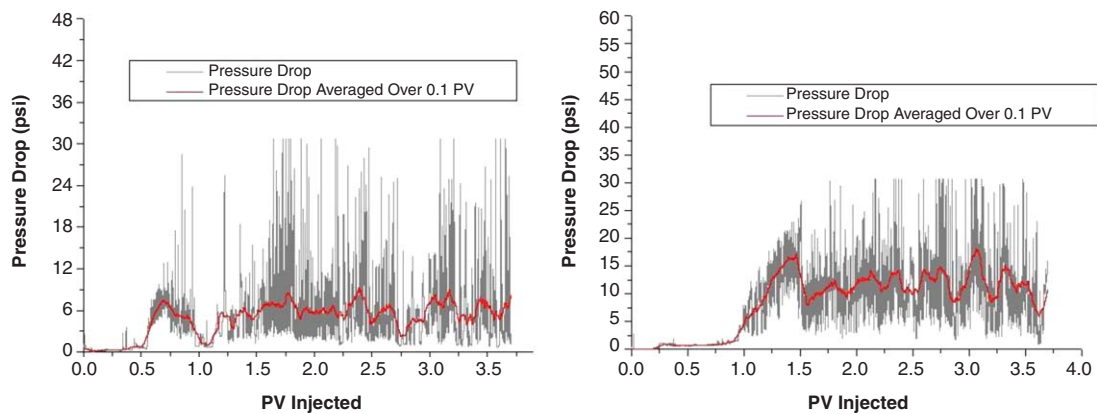 48
42
36
30
24
18
12
6
0
Pressure Drop (psi)
Pressure Drop
Pressure Drop Averaged Over 0.1 PV
0.0 0.5 1.0 1.5 2.0 2.5 3.0 3.5
PV Injected
60
55
50
45
40
35
30
25
20
15
10
5
0
Pressure Drop (psi)
Pressure Drop
Pressure Drop Averaged Over 0.1 PV
0.0 0.5 1.0 1.5 2.0 2.5 3.0 3.5 4.0
PV Injected